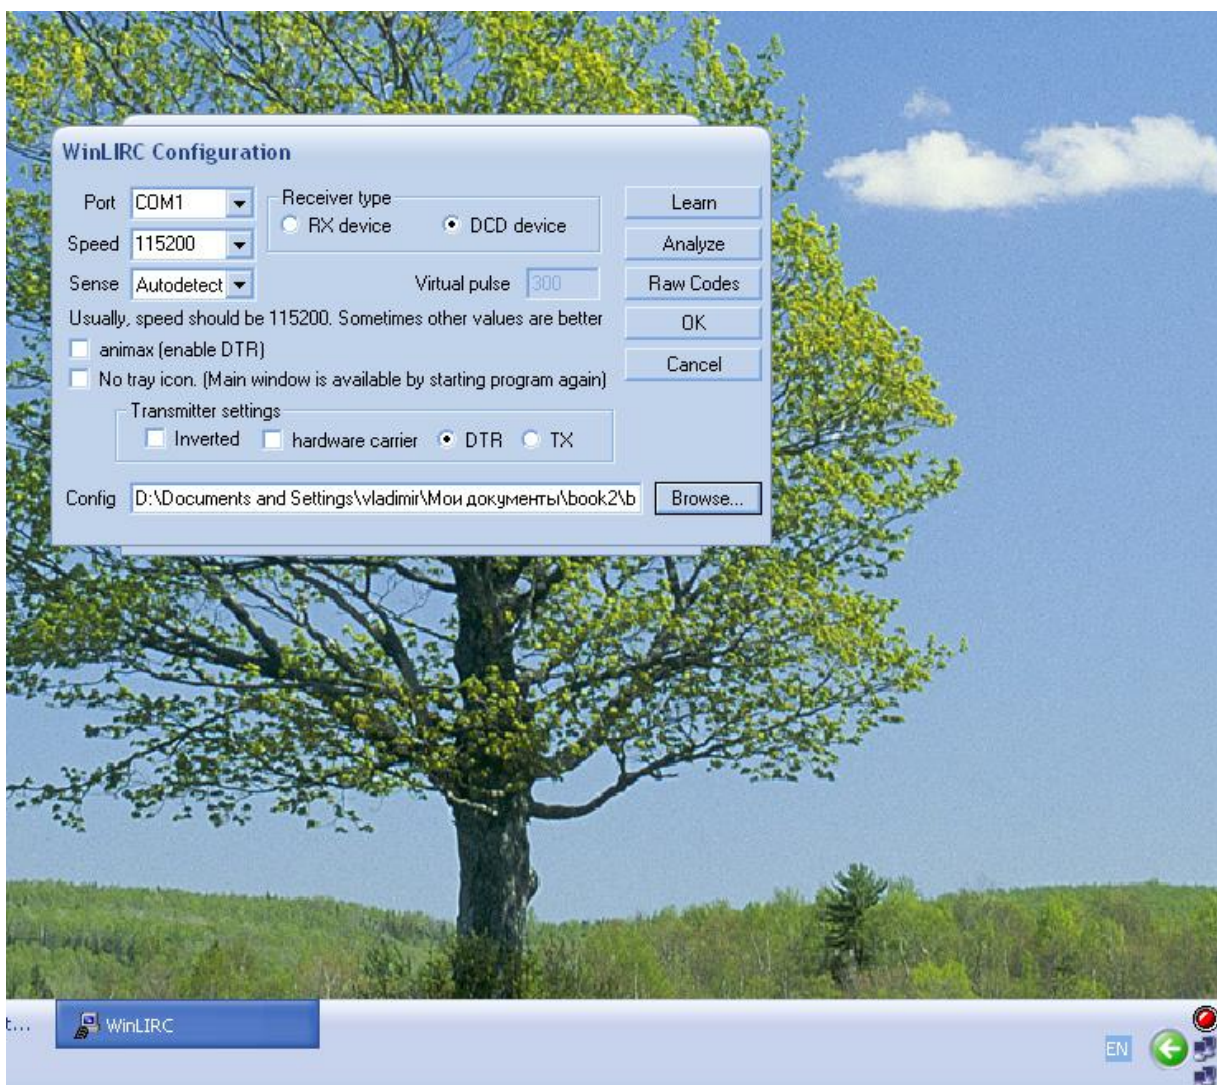 WinLIRC Configuration
Port COM1
Receiver type
RX device DCD device
Learn
Speed 115200
Analyze
Sense Autodetect
Virtual pulse 300
Raw Codes
Usually, speed should be 115200. Sometimes other values are better
OK
animax (enable DTR)
Cancel
No tray icon. (Main window is available by starting program again)
Transmitter settings
Inverted hardware carrier DTR TX
Config D:\Documents and Settings\vladimir\Мои документы\book2\b Browse...
t...
WinLIRC
EN